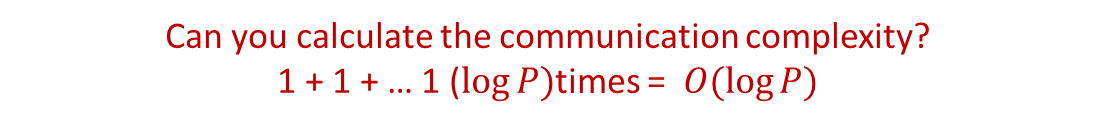 Can you calculate the communication complexity?
1 + 1 + … 1 (log P)times = O(log P)